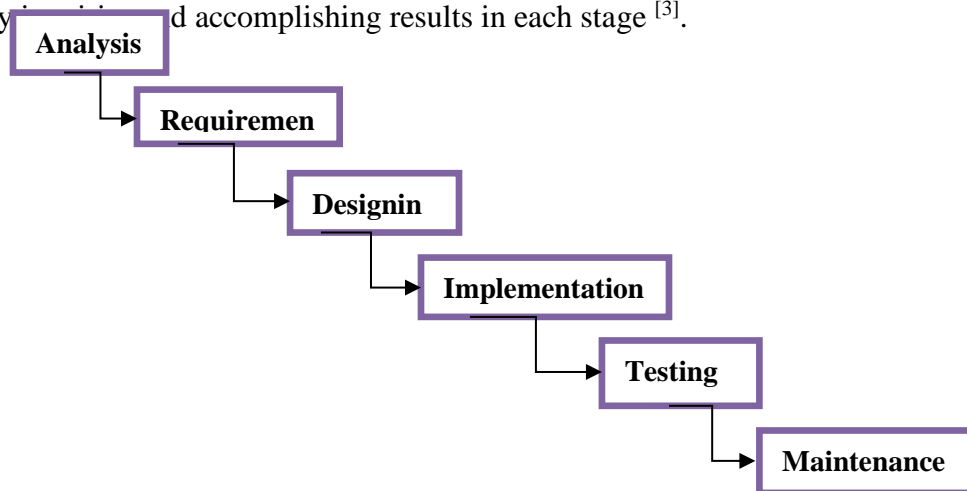 d accomplishing results in each stage [3].
Analysis
Requiremen
Designin
Implementation
Testing
Maintenance